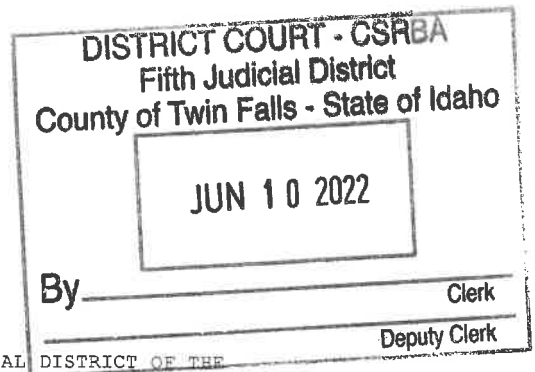 DISTRICT COURT - CSRBA
Fifth Judicial District
County of Twin Falls - State of Idaho
JUN 10 2022
By
Clerk
Deputy Clerk
AL DISTRICT OF THE